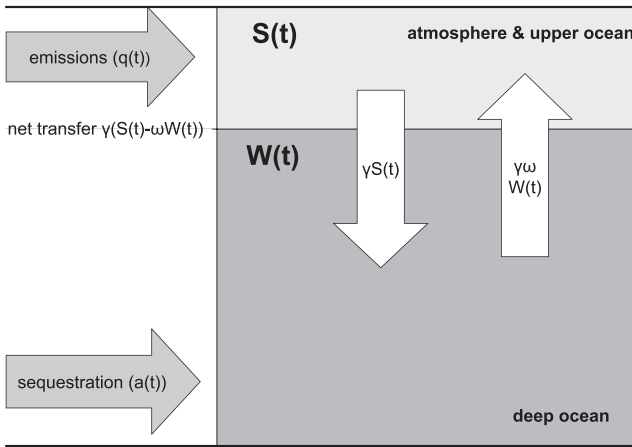 S(t)
atmosphere & upper ocean
emissions (q(t))
net transfer γ(S(t)-ωW(t))
W(t)
γS(t)
γω
W(t)
sequestration (a(t))
deep ocean